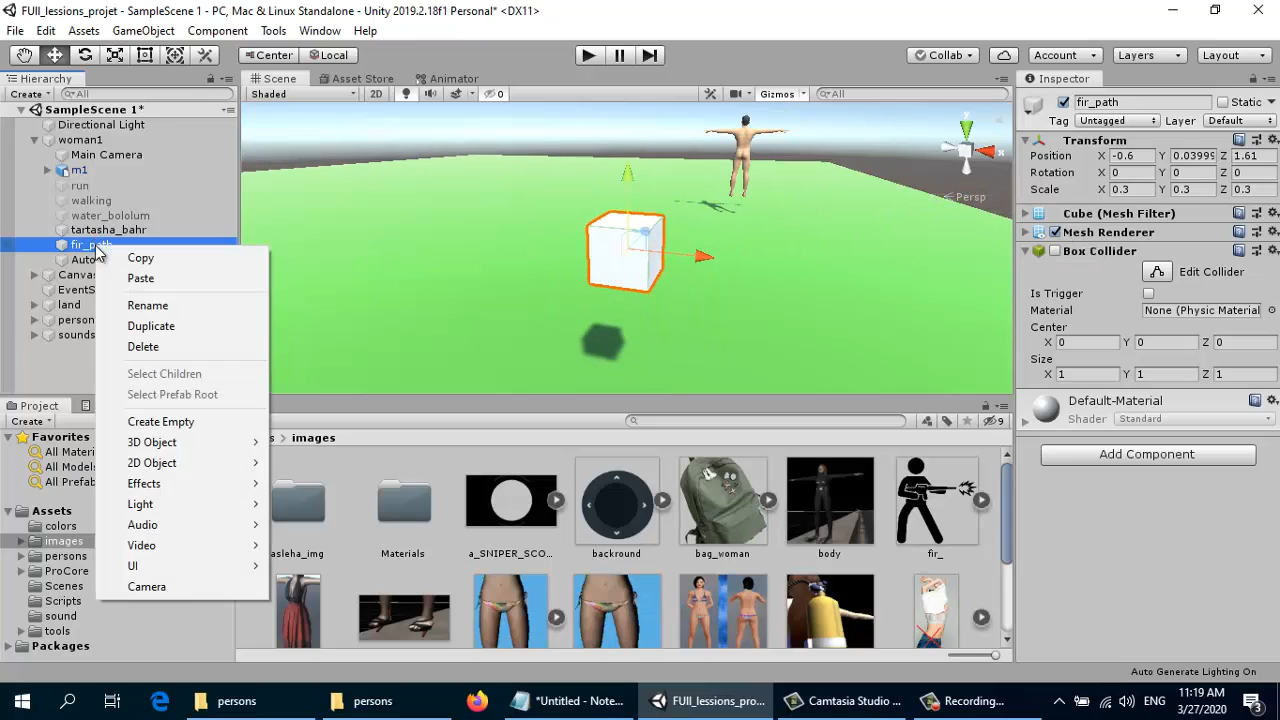 FUll_lessions_projet - SampleScene 1 - PC, Mac & Linux Standalone - Unity 2019.2.18f1 Personal* <DX11>
File Edit Assets GameObject Component Tools Window Help
Center Local Collab Account Layers Layout
Hierarchy Scene Asset Store Animator Inspector
Create All Shaded 2D 0 Gizmos All fir_path Static
SampleScene 1*
Tag Untagged Layer Default
Directional Light
woman1 Transform
Main Camera Position X -0.6 Y 0.03999 Z 1.61
m1 Rotation X 0 Y 0 Z 0
run Scale X 0.3 Y 0.3 Z 0.3
walking Persp
water_bololum Cube (Mesh Filter)
tartasha_bahr Mesh Renderer
fir_path Box Collider
Auto
Copy
Canvas Edit Collider
Paste
EventS Is Trigger
land Rename Material None (Physic Material
person Duplicate Center
sounds Delete X 0 Y 0 Z 0
Size
Select Children X 1 Y 1 Z 1
Select Prefab Root
Default-Material
Project Shader Standard
Create Create Empty 9
Favorites 3D Object images
All Mater
All Models 2D Object Add Component
All Prefab
Effects
Assets Light
colors
images Audio
persons Video
ProCore UI
Scenes Camera
Scripts
sound
tools
Packages
asleha_img Materials a_SNIPER_SCO... backround bag_woman body fir_
Auto Generate Lighting On
persons persons *Untitled - Note... FUll_lessions_pro... Camtasia Studio ... Recording... ENG 11:19 AM
3/27/2020 3